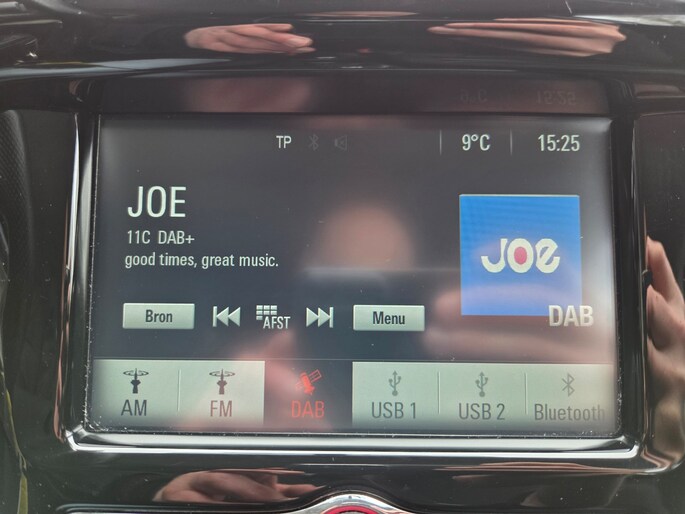 TP 9°C 15:25
JOE
11C DAB+
good times, great music.
JOe
DAB
Bron AFST Menu
AM FM DAB USB 1 USB 2 Bluetooth